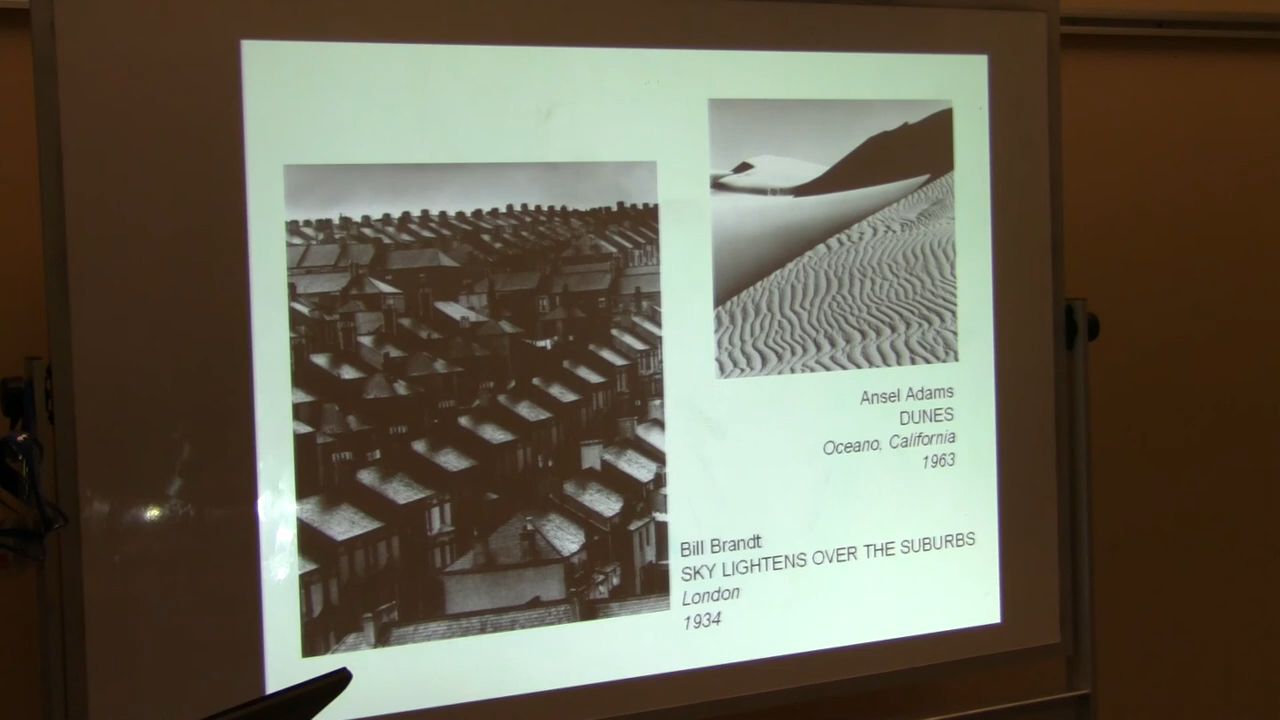 Ansel Adams
DUNES
Oceano, California
1963
Bill Brandt
SKY LIGHTENS OVER THE SUBURBS
London
1934